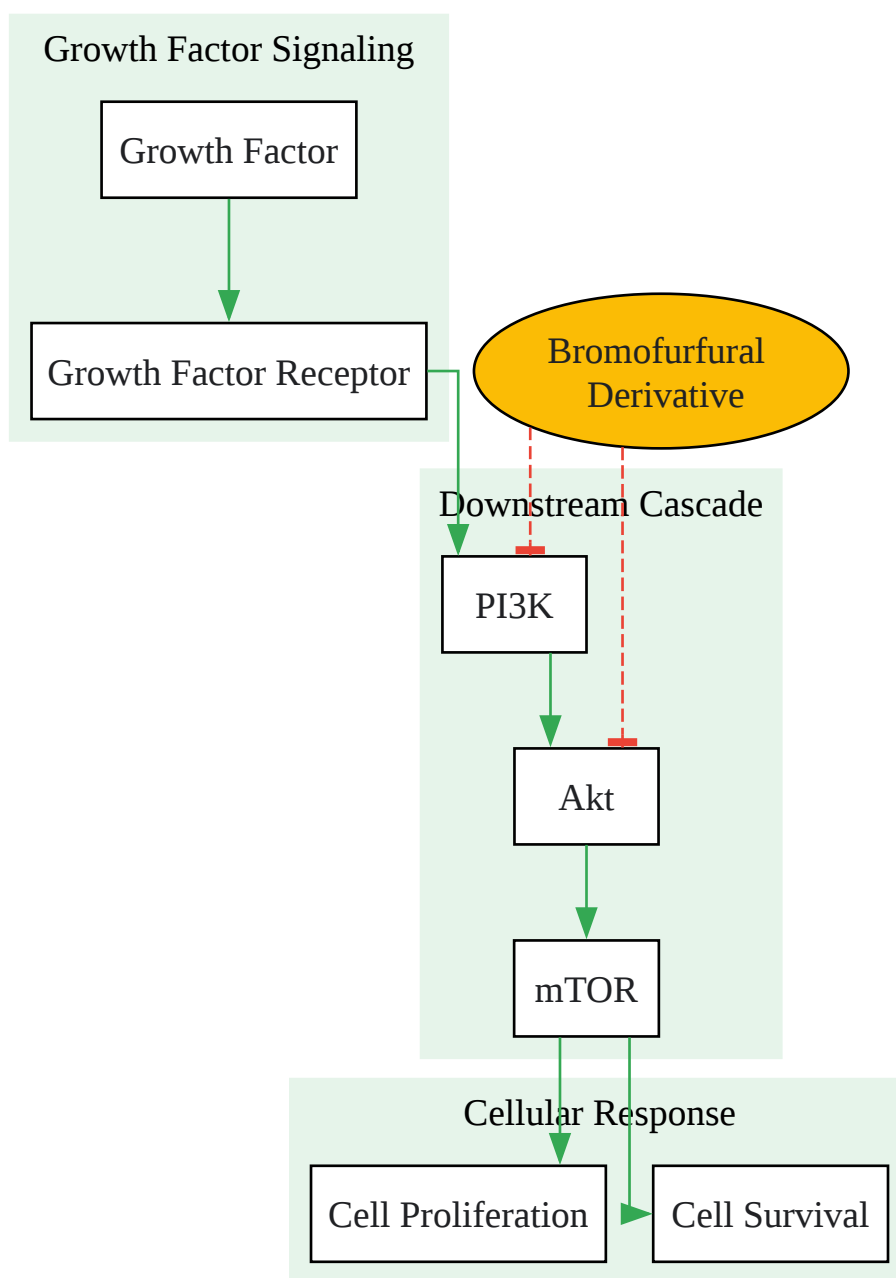 Growth Factor Signaling
Growth Factor
Growth Factor Receptor
Bromofurfural
Derivative
Downstream Cascade
PI3K
Akt
mTOR
Cellular Response
Cell Proliferation
Cell Survival